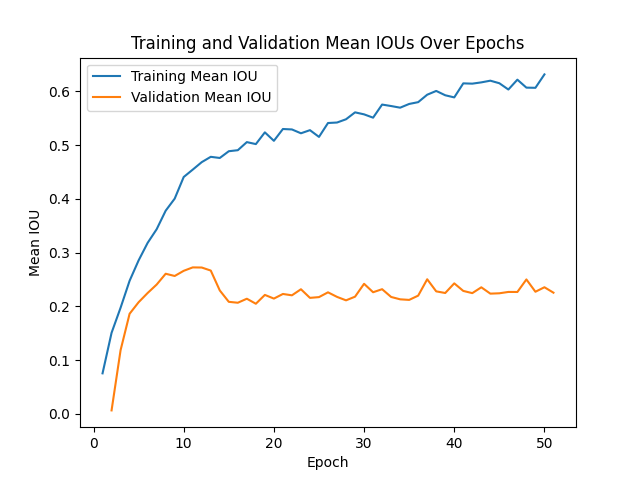 Training and Validation Mean IOUs Over Epochs
Training Mean IOU
Validation Mean IOU
Mean IOU
0.6
0.5
0.4
0.3
0.2
0.1
0.0
0 10 20 30 40 50
Epoch